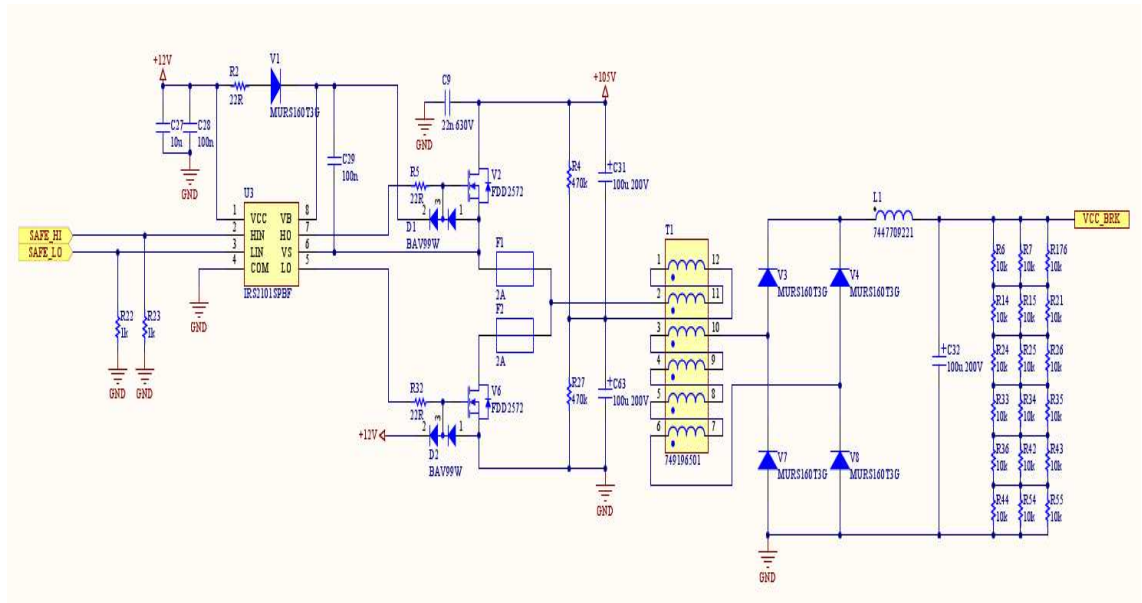 +12V
R2
22R
V1
MURS160T3G
C27
10n
C28
100n
GND
C29
100n
C9
22n 630V
GND
+105V
R4
470k
C31
100u 200V
R5
22R
V2
FDD2572
D1
BAV99W
2
3
1
U3
1 VCC VB 8
2 HIN HO 7
3 LIN VS 6
4 COM LO 5
IRS2101SPBF
SAFE_HI
SAFE_LO
GND
R22
1k
R23
1k
GND
GND
F1
2A
F2
2A
R27
470k
C63
100u 200V
R32
22R
V6
FDD2572
+12V
2
3
1
D2
BAV99W
GND
T1
1 12
2 11
3 10
4 9
5 8
6 7
749196501
L1
7447709221
V3
MURS160T3G
V4
MURS160T3G
V7
MURS160T3G
V8
MURS160T3G
GND
C32
100u 200V
VCC_BRK
R6
10k
R7
10k
R176
10k
R14
10k
R15
10k
R21
10k
R24
10k
R25
10k
R26
10k
R33
10k
R34
10k
R35
10k
R36
10k
R42
10k
R43
10k
R44
10k
R54
10k
R55
10k